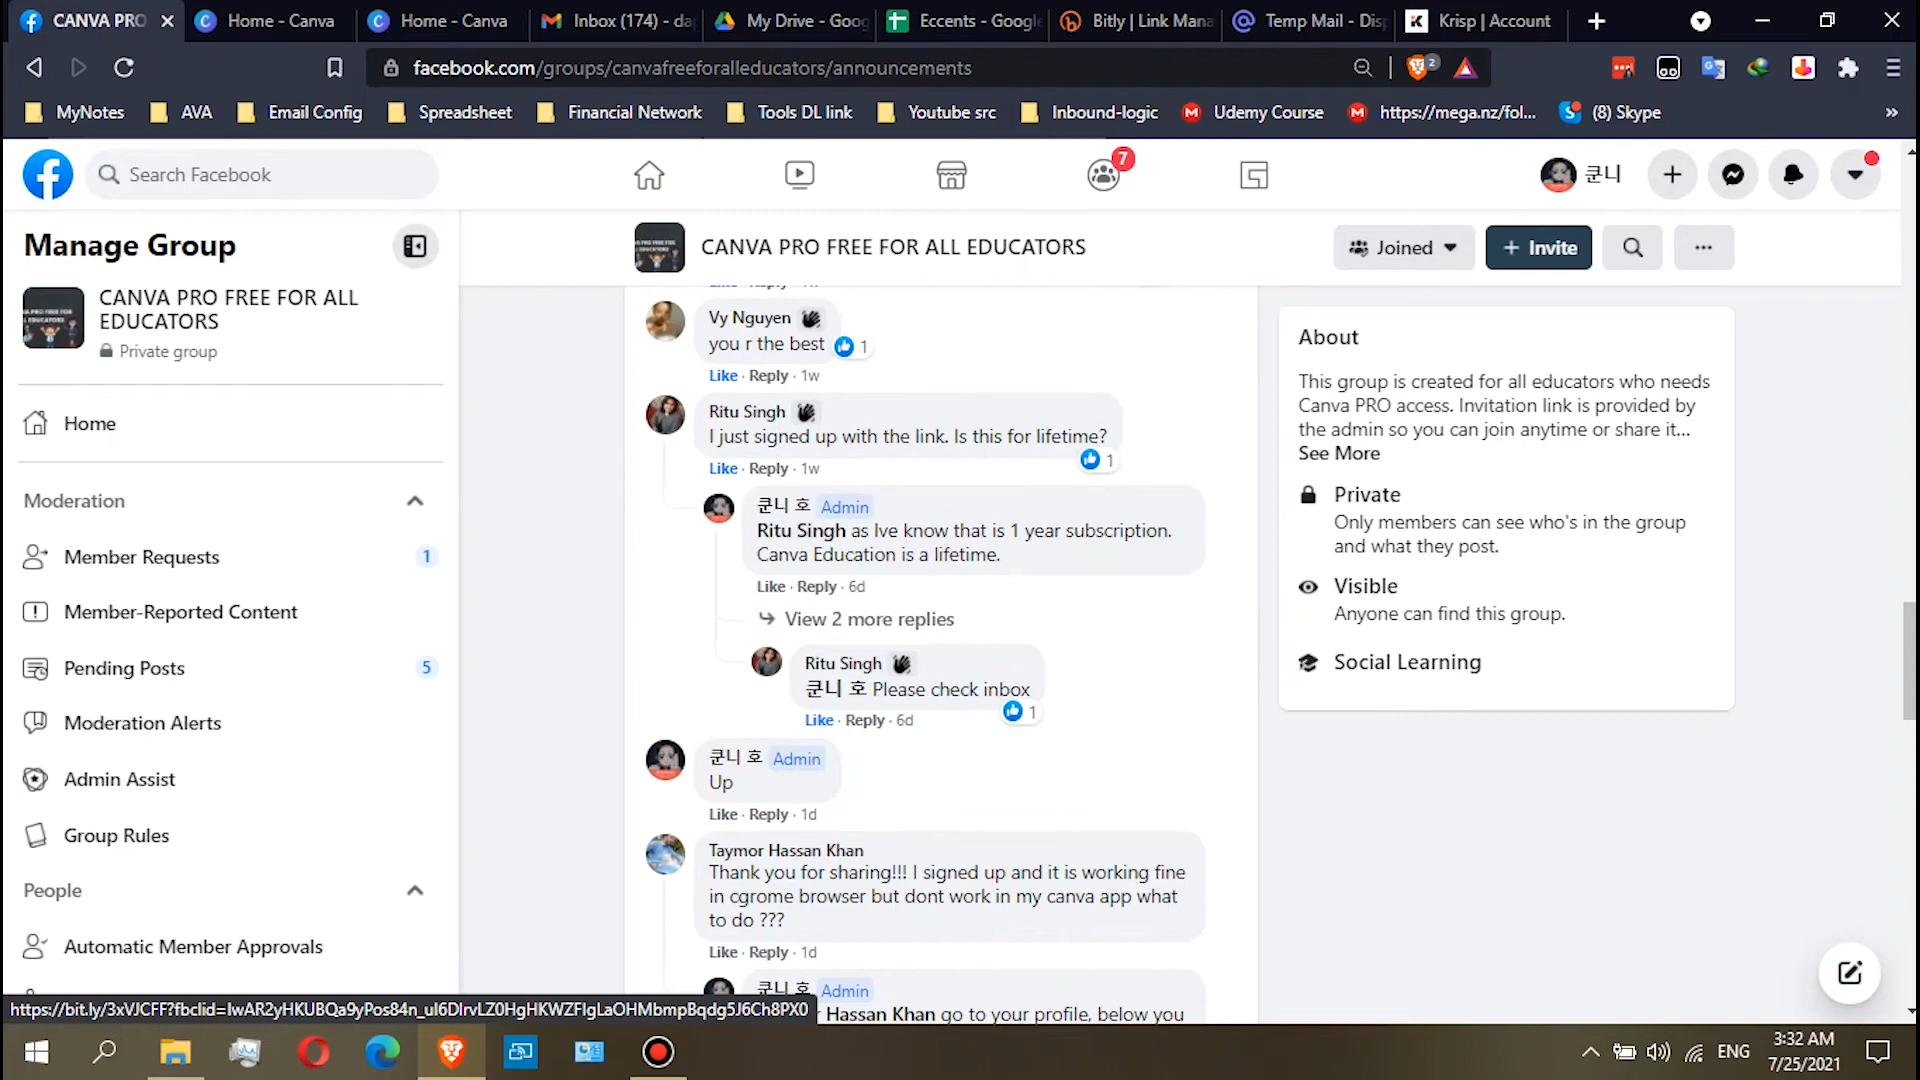 CANVA PRO
Home - Canva
Home - Canva
Inbox (174) - da
My Drive - Goog
Eccents - Google
Bitly | Link Mana
Temp Mail - Disp
Krisp | Account
facebook.com/groups/canvafreeforalleducators/announcements
2
MyNotes
AVA
Email Config
Spreadsheet
Financial Network
Tools DL link
Youtube src
Inbound-logic
Udemy Course
https://mega.nz/fol...
(8) Skype
Search Facebook
7
쿤니
Manage Group
CANVA PRO FREE FOR ALL
EDUCATORS
Private group
Home
Moderation
Member Requests
1
Member-Reported Content
Pending Posts
5
Moderation Alerts
Admin Assist
Group Rules
People
Automatic Member Approvals
CANVA PRO FREE FOR ALL EDUCATORS
Joined
+ Invite
Vy Nguyen
you r the best
1
Like · Reply · 1w
Ritu Singh
I just signed up with the link. Is this for lifetime?
1
Like · Reply · 1w
쿤니 호 Admin
Ritu Singh as Ive know that is 1 year subscription.
Canva Education is a lifetime.
Like · Reply · 6d
View 2 more replies
Ritu Singh
쿤니 호 Please check inbox
1
Like · Reply · 6d
쿤니 호 Admin
Up
Like · Reply · 1d
Taymor Hassan Khan
Thank you for sharing!!! I signed up and it is working fine
in cgrome browser but dont work in my canva app what
to do ???
Like · Reply · 1d
쿤니 호 Admin
Hassan Khan go to your profile, below you
About
This group is created for all educators who needs
Canva PRO access. Invitation link is provided by
the admin so you can join anytime or share it...
See More
Private
Only members can see who's in the group
and what they post.
Visible
Anyone can find this group.
Social Learning
https://bit.ly/3xVJCFF?fbclid=IwAR2yHKUBQa9yPos84n_ul6DIrvLZ0HgHKWZFIgLaOHMbmpBqdg5J6Ch8PX0
ENG
3:32 AM
7/25/2021